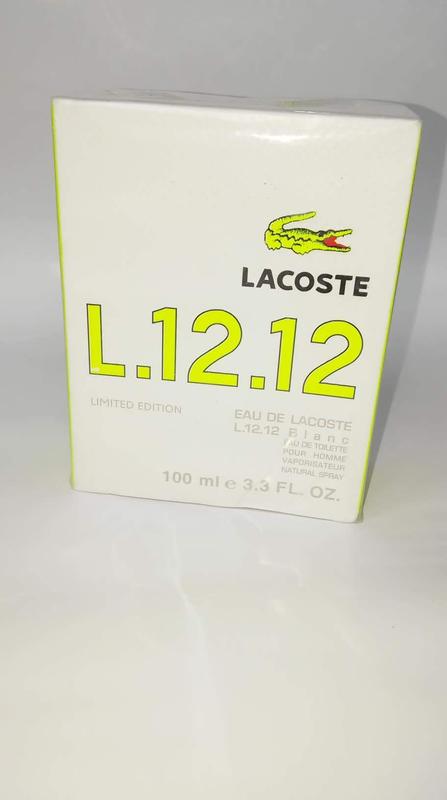 LACOSTE
L.12.12
LIMITED EDITION
EAU DE LACOSTE
L.12.12 Blanc
EAU DE TOILETTE
POUR HOMME
VAPORISATEUR
NATURAL SPRAY
100 ml e 3.3 FL. OZ.